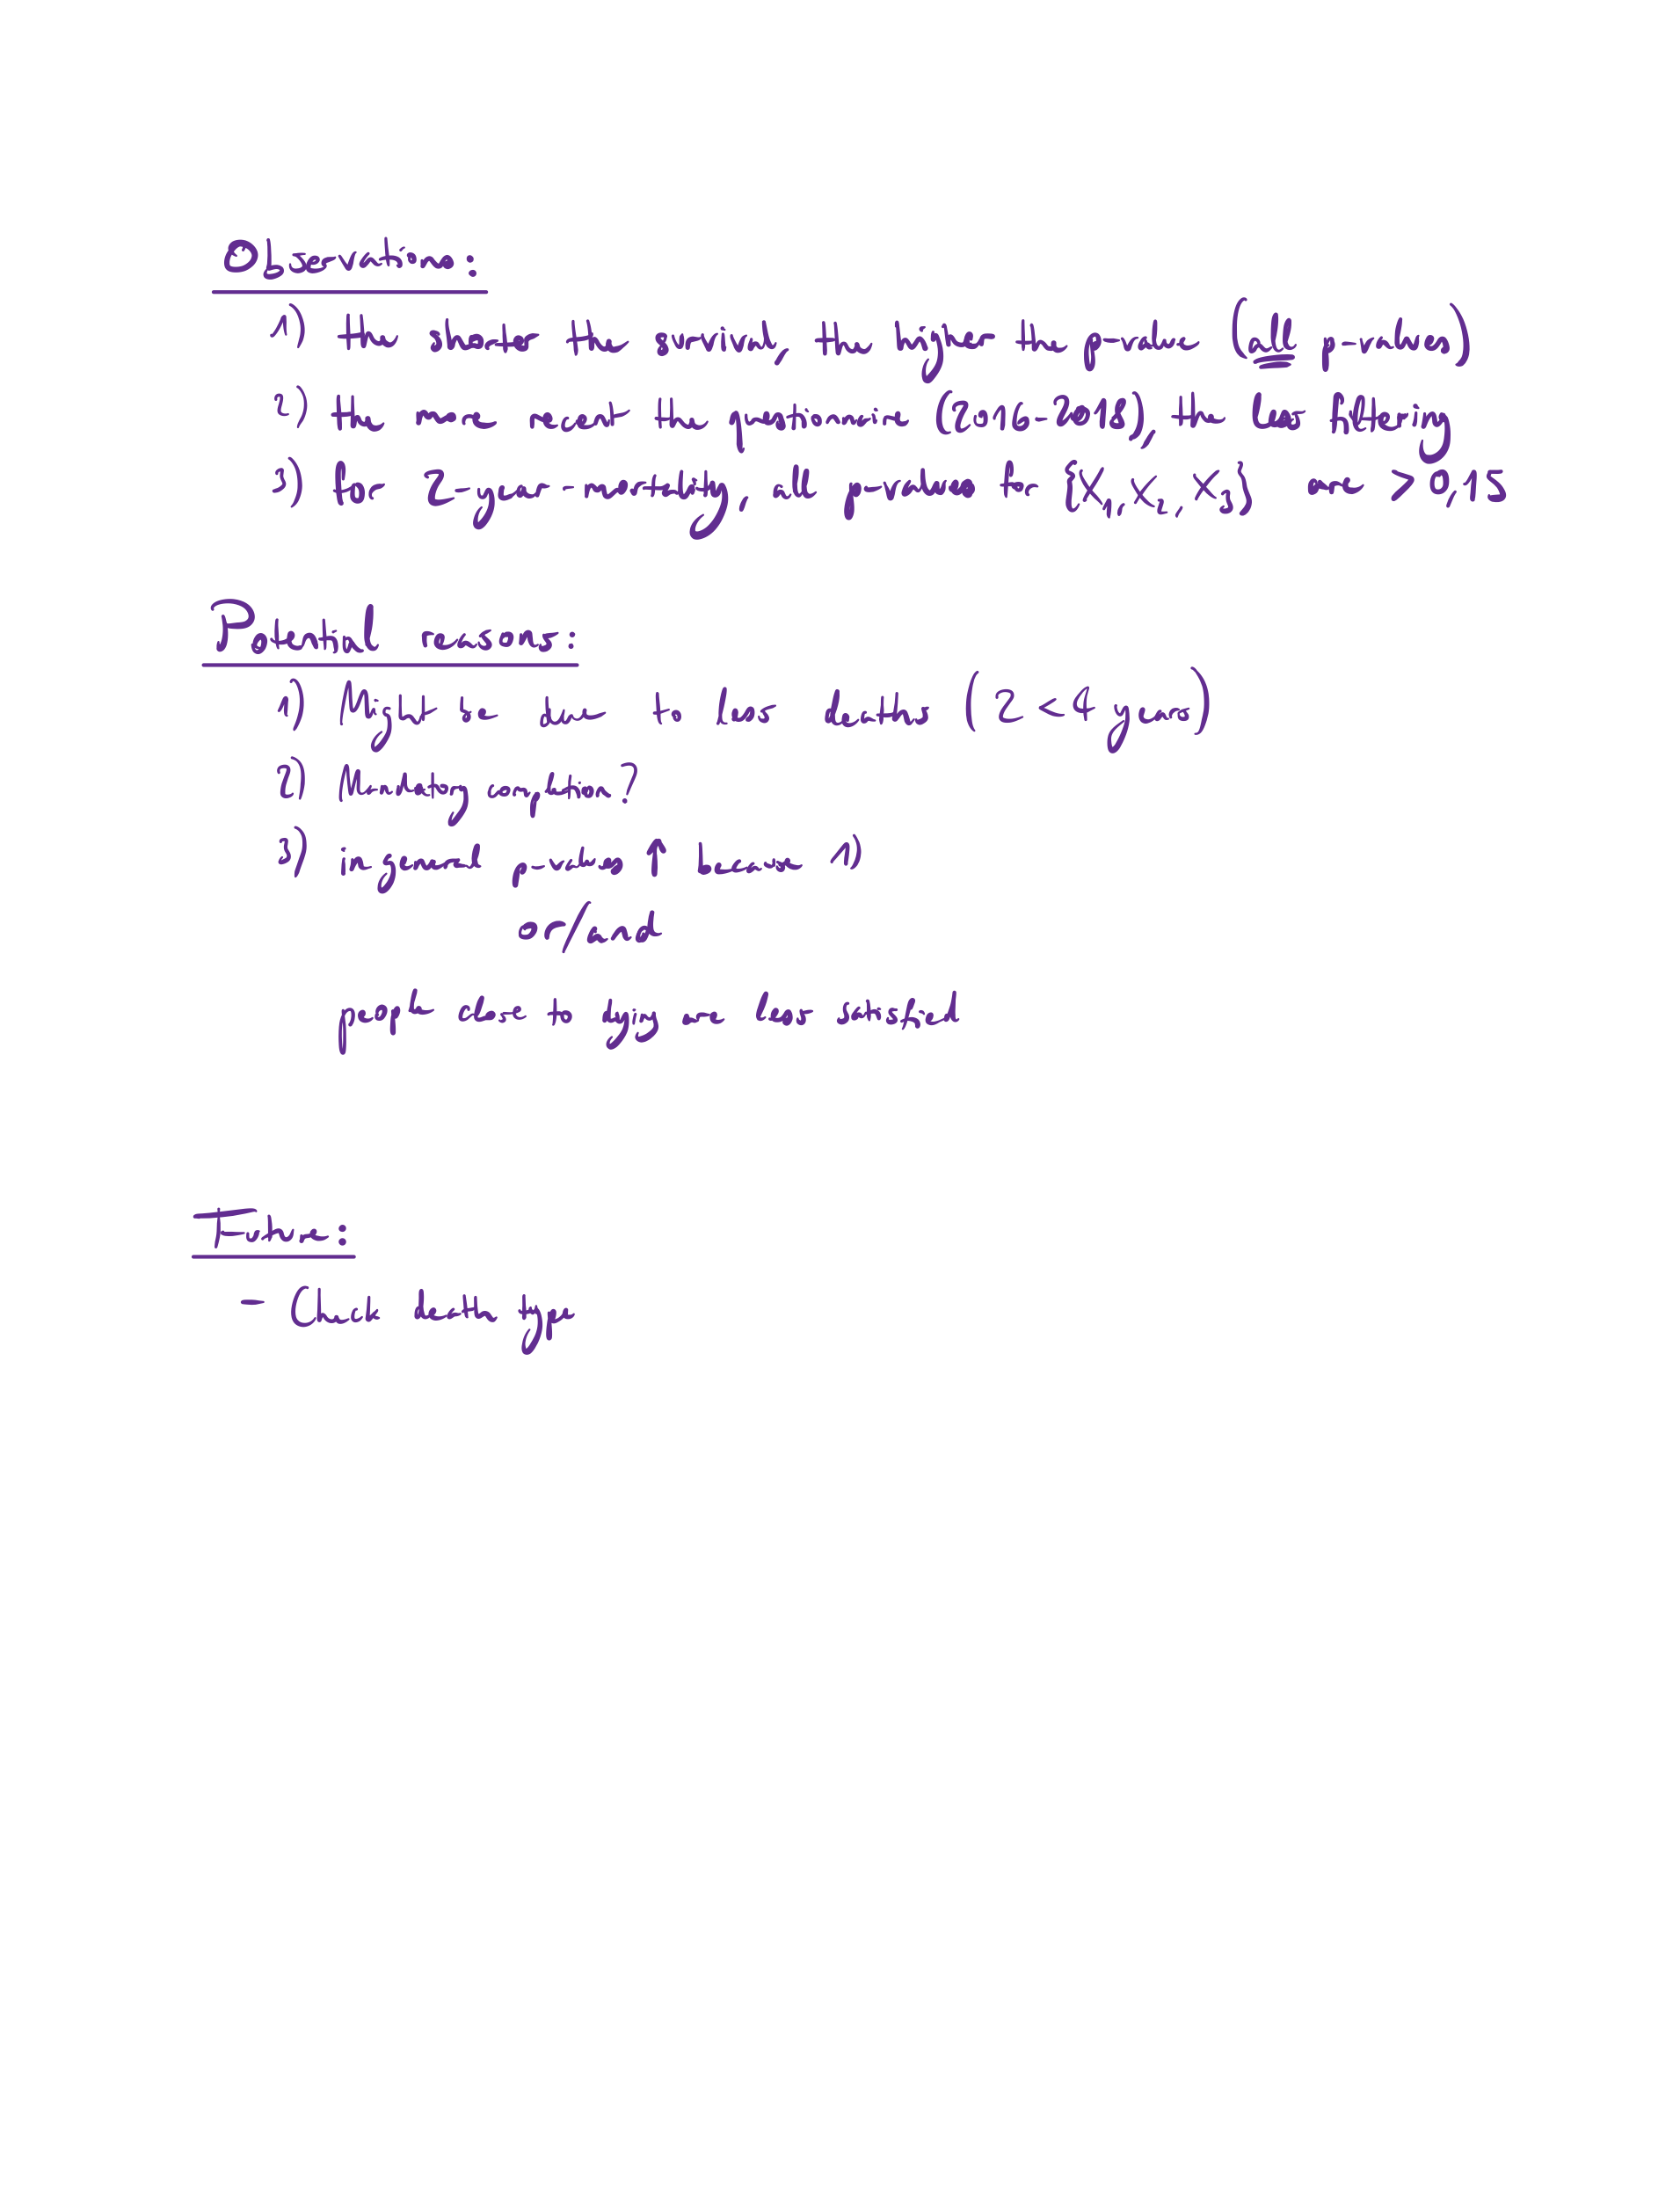 Observations:
1) the shorter the survival, the higher the p-value (all p-values)
2) the more recent the questionnaire (2016-2018), the less filtering
3) for 2-year-mortality, all p-values for {X₁, X₂, X₃} are > 0,15
Potential reasons:
1) Might be due to less deaths (2 < 4 years)
2) Mandatory completion?
3) in general p-values ↑ because 1)
or/and
people close to dying are less satisfied
Future:
- Check death type